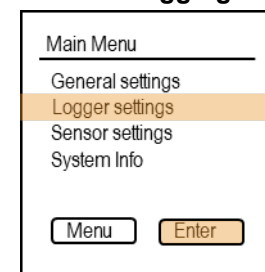 Main Menu
General settings
Logger settings
Sensor settings
System Info
Menu Enter